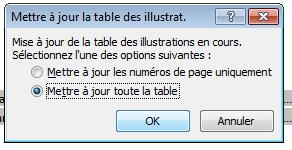 Mettre à jour la table des illustrat.
Mise à jour de la table des illustrations en cours.
Sélectionnez l'une des options suivantes :
Mettre à jour les numéros de page uniquement
Mettre à jour toute la table
OK Annuler